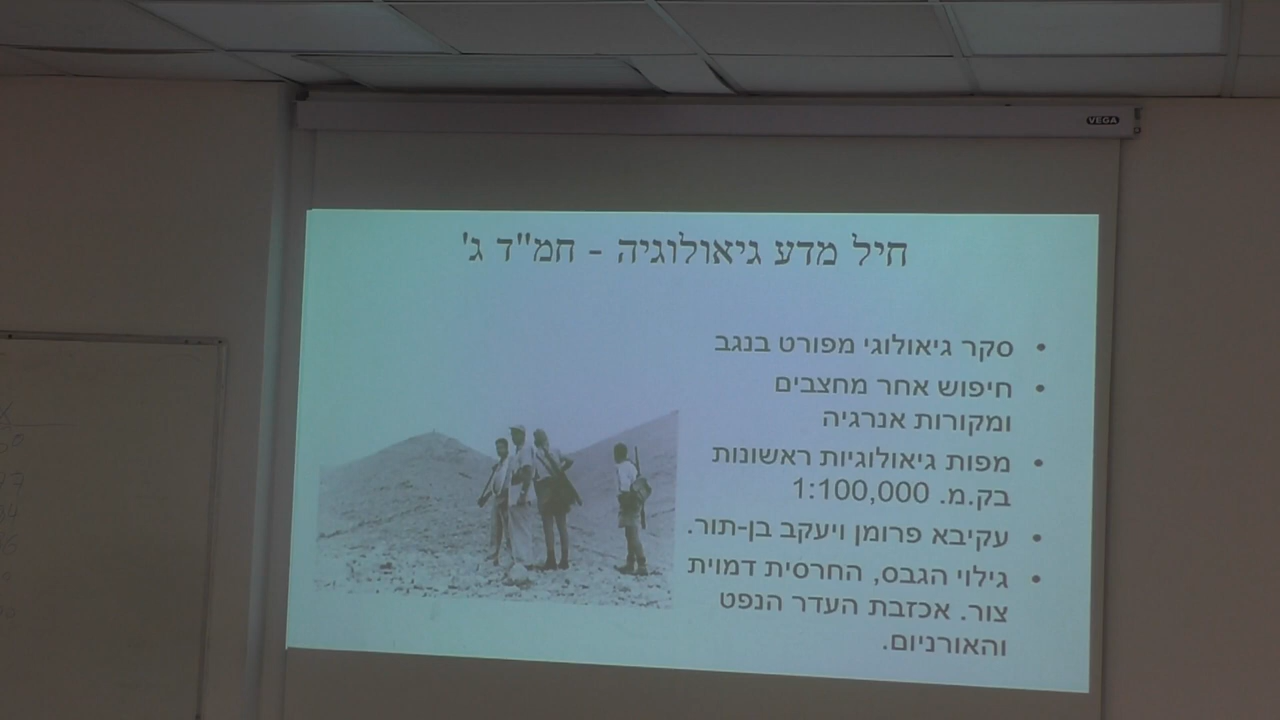 VEGA
חיל מדע גיאולוגיה - חמ"ד ג'
• סקר גיאולוגי מפורט בנגב
• חיפוש אחר מחצבים
ומקורות אנרגיה
• מפות גיאולוגיות ראשונות
בק.מ. 1:100,000
• עקיבא פרומן ויעקב בן-תור.
• גילוי הגבס, החרסית דמוית
צור. אכזבת העדר הנפט
והאורניום.